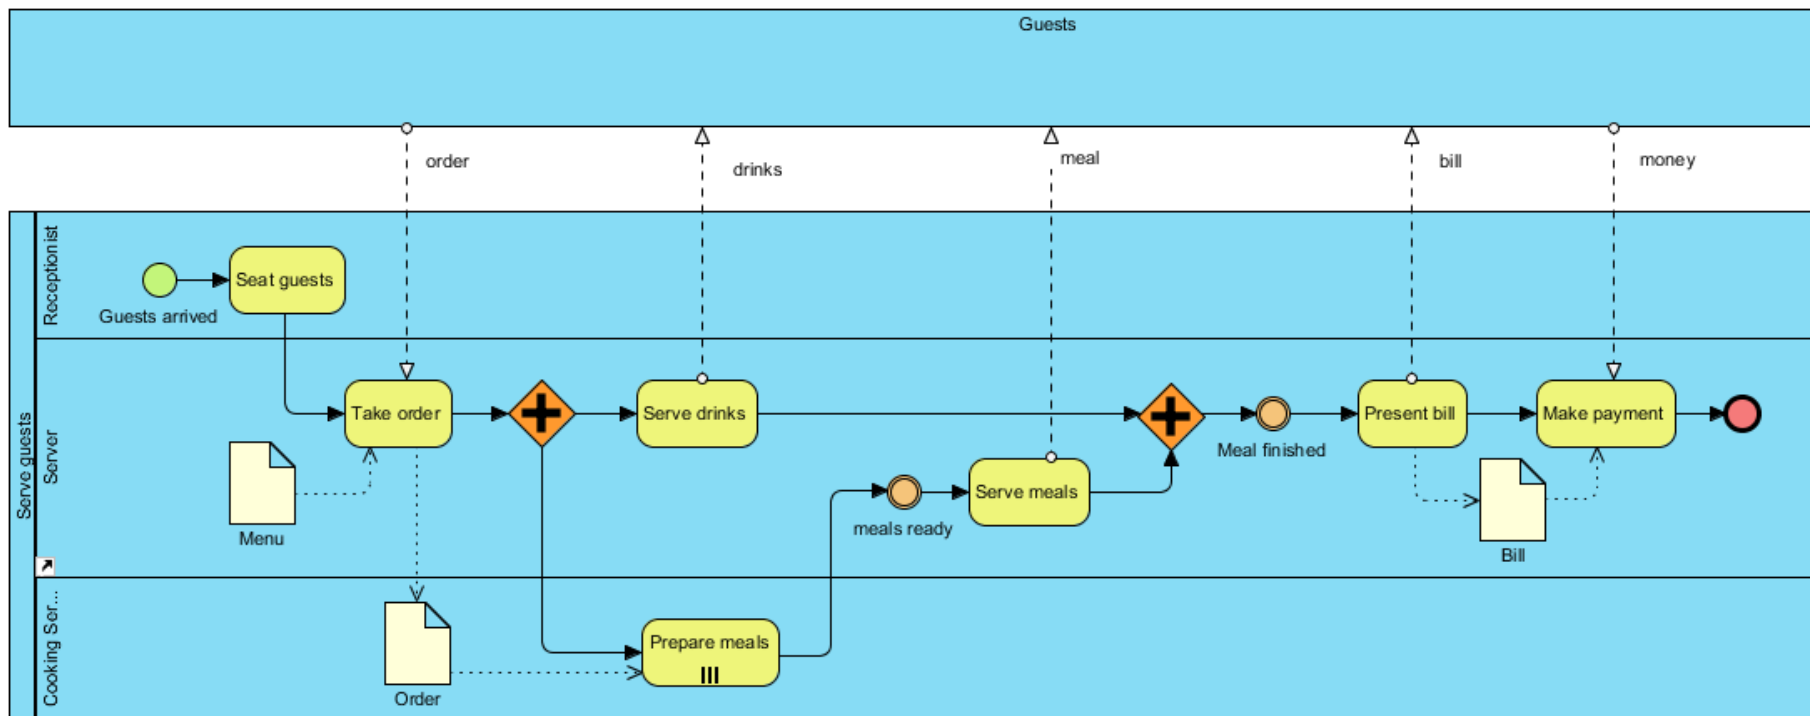 Guests
order
drinks
meal
bill
money
Serve guests
Receptionist
Guests arrived
Seat guests
Server
Take order
Serve drinks
Meal finished
Present bill
Make payment
Menu
meals ready
Serve meals
Bill
Cooking Ser...
Order
Prepare meals